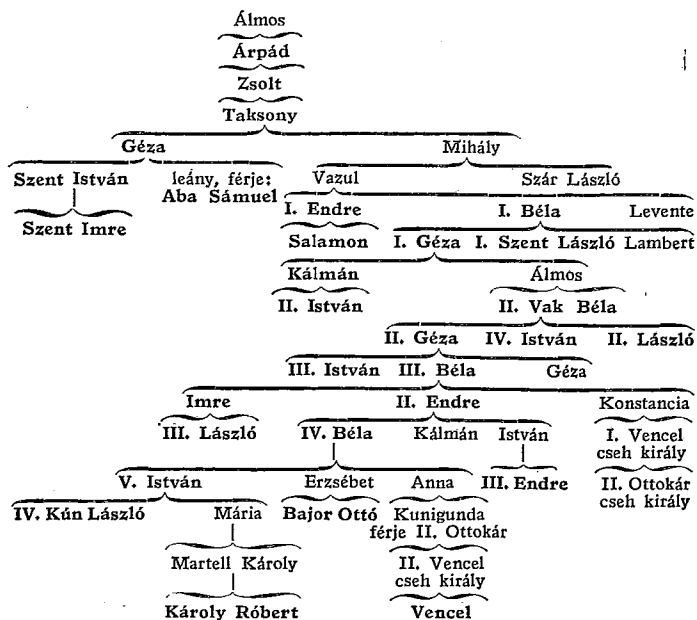 Álmos
Árpád
Zsolt
Taksony
Géza Mihály
Szent István leány, férje: Vazul Szár László
Aba Sámuel
Szent Imre I. Endre I. Béla Levente
Salamon I. Géza I. Szent László Lambert
Kálmán Álmos
II. István II. Vak Béla
II. Géza IV. István II. László
III. István III. Béla Géza
Imre II. Endre Konstancia
III. László IV. Béla Kálmán István I. Vencel
cseh király
V. István Erzsébet Anna III. Endre II. Ottokár
cseh király
IV. Kún László Mária Bajor Ottó Kunigunda
férje II. Ottokár
Martell Károly II. Vencel
cseh király
Károly Róbert Vencel